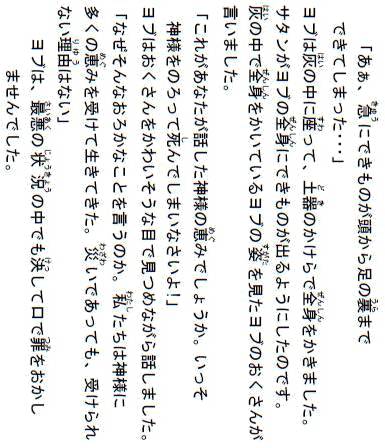 「ああ、急にできものが頭から足の裏まで
できてしまった・・・」
ヨブは灰の中に座って、土器のかけらで全身をかきました。
サタンがヨブの全身にできものが出るようにしたのです。
灰の中で全身をかいているヨブの姿を見たヨブのおくさんが
言いました。
「これがあなたが話した神様の恵みでしょうか。いっそ
神様をのろって死んでしまいなさいよ!」
ヨブはおくさんをかわいそうな目で見つめながら話しました。
「なぜそんなおろかなことを言うのか。私たちは神様に
多くの恵みを受けて生きてきた。災いであっても、受けられ
ない理由はない」
ヨブは、最悪の状況の中でも決して口で罪をおかし
ませんでした。